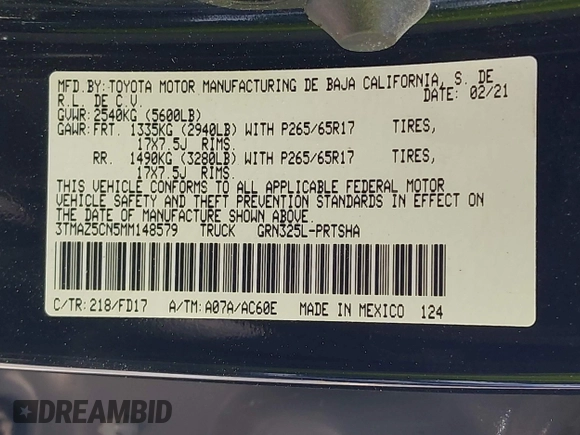 MFD.BY: TOYOTA MOTOR MANUFACTURING DE BAJA CALIFORNIA, S. DE
R.L. DE C.V. DATE: 02/21
GVWR: 2540KG (5600LB)
GAWR: FRT. 1335KG (2940LB) WITH P265/65R17 TIRES,
17X7.5J RIMS.
RR. 1490KG (3280LB) WITH P265/65R17 TIRES,
17X7.5J RIMS.
THIS VEHICLE CONFORMS TO ALL APPLICABLE FEDERAL MOTOR
VEHICLE SAFETY AND THEFT PREVENTION STANDARDS IN EFFECT ON
THE DATE OF MANUFACTURE SHOWN ABOVE.
3TMAZ5CN5MM148579 TRUCK GRN325L-PRTSHA
C/TR: 218/FD17 A/TM: A07A/AC60E MADE IN MEXICO 124
DREAMBID